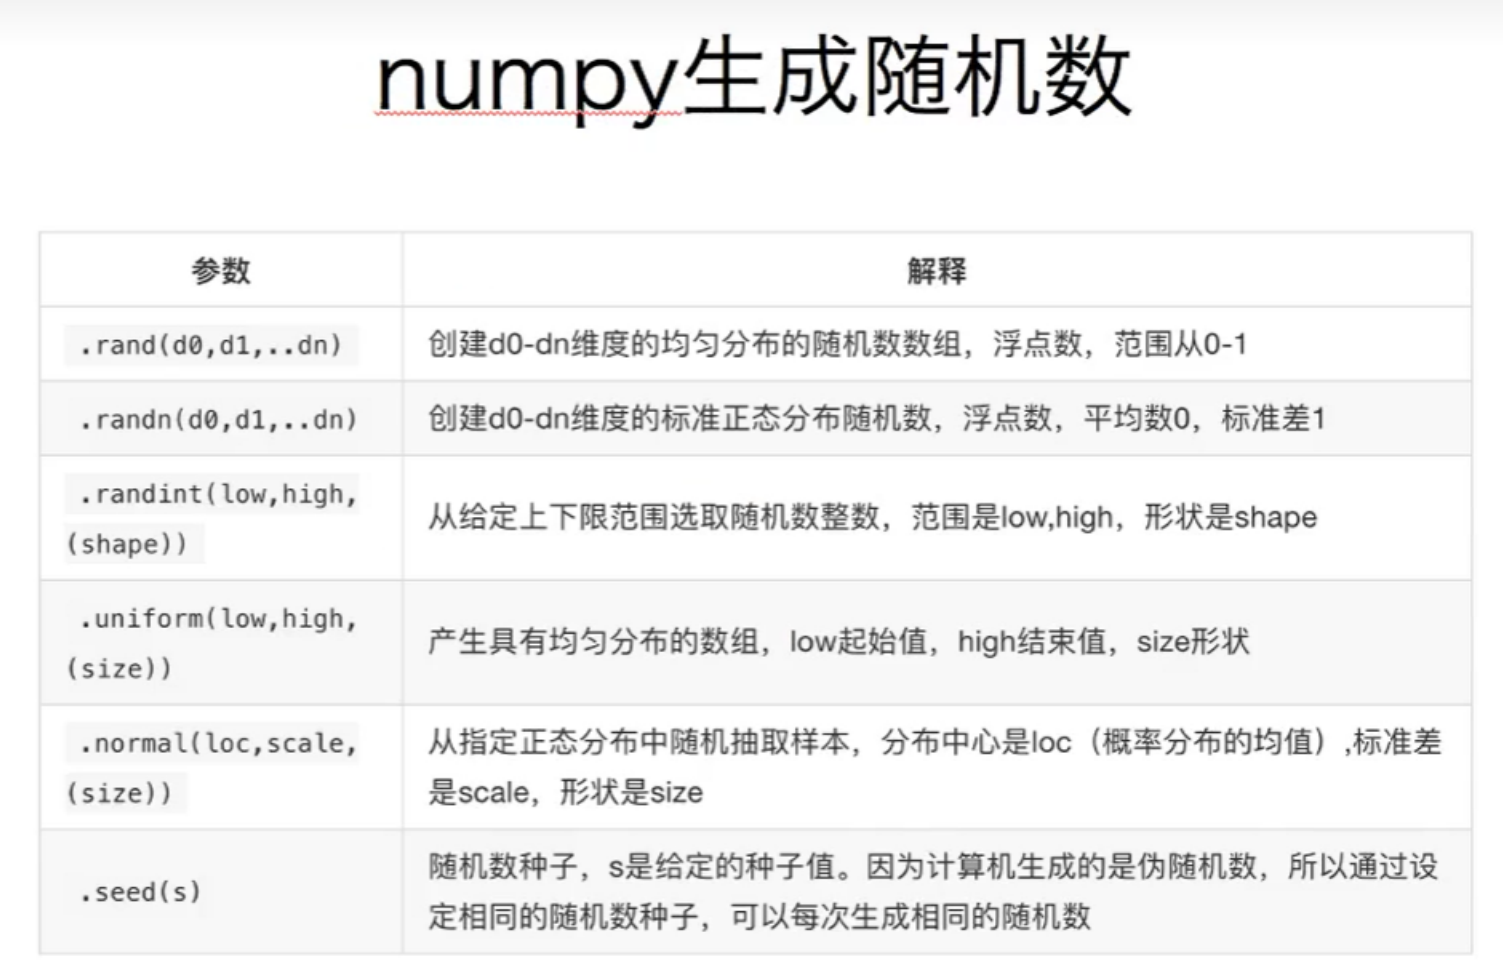 numpy生成随机数
参数
解释
.rand(d0,d1,..dn)
创建d0-dn维度的均匀分布的随机数数组，浮点数，范围从0-1
.randn(d0,d1,..dn)
创建d0-dn维度的标准正态分布随机数，浮点数，平均数0，标准差1
.randint(low,high,
(shape))
从给定上下限范围选取随机数整数，范围是low,high，形状是shape
.uniform(low,high,
(size))
产生具有均匀分布的数组，low起始值，high结束值，size形状
.normal(loc,scale,
(size))
从指定正态分布中随机抽取样本，分布中心是loc（概率分布的均值）,标准差
是scale，形状是size
.seed(s)
随机数种子，s是给定的种子值。因为计算机生成的是伪随机数，所以通过设
定相同的随机数种子，可以每次生成相同的随机数